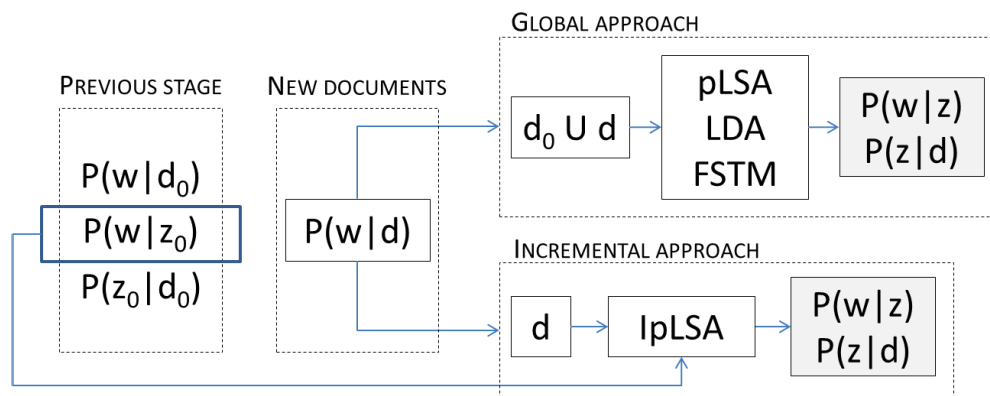 GLOBAL APPROACH
PREVIOUS STAGE
NEW DOCUMENTS
P(w|d₀)
P(w|z₀)
P(z₀|d₀)
P(w|d)
d₀ U d
pLSA
LDA
FSTM
P(w|z)
P(z|d)
INCREMENTAL APPROACH
d
IpLSA
P(w|z)
P(z|d)